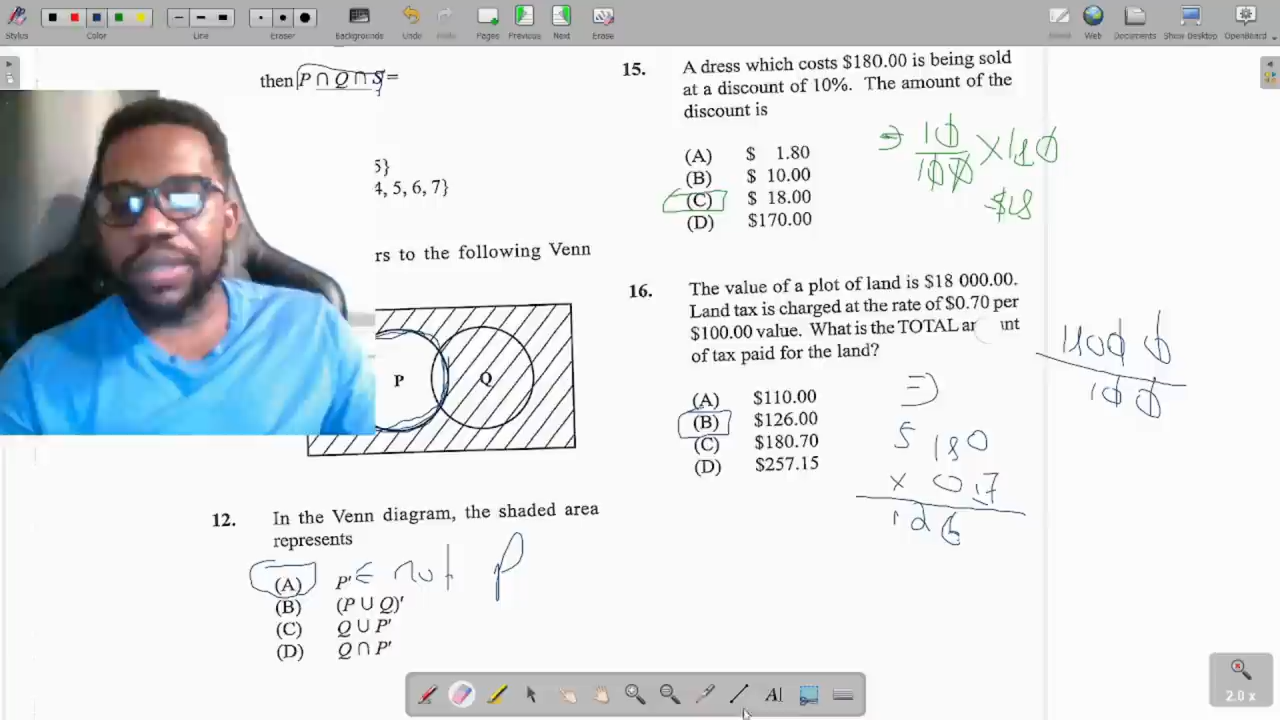 Stylus
Color
Line
Eraser
Backgrounds
Undo
Redo
Pages
Previous
Next
Erase
Web
Documents
Show Desktop
OpenBoard
then P ∩ Q ∩ S =
5}
4, 5, 6, 7}
rs to the following Venn
P
Q
12. In the Venn diagram, the shaded area
represents
(A) P' not P
(B) (P ∪ Q)'
(C) Q ∪ P'
(D) Q ∩ P'
15. A dress which costs $180.00 is being sold
at a discount of 10%. The amount of the
discount is
(A) $ 1.80
(B) $ 10.00
(C) $ 18.00
(D) $170.00
⇒ 10/100 × 180
$18
16. The value of a plot of land is $18 000.00.
Land tax is charged at the rate of $0.70 per
$100.00 value. What is the TOTAL nt
of tax paid for the land?
(A) $110.00
(B) $126.00
(C) $180.70
(D) $257.15
⇒
5
180
× 0.7
126
18000
100
2.0 x